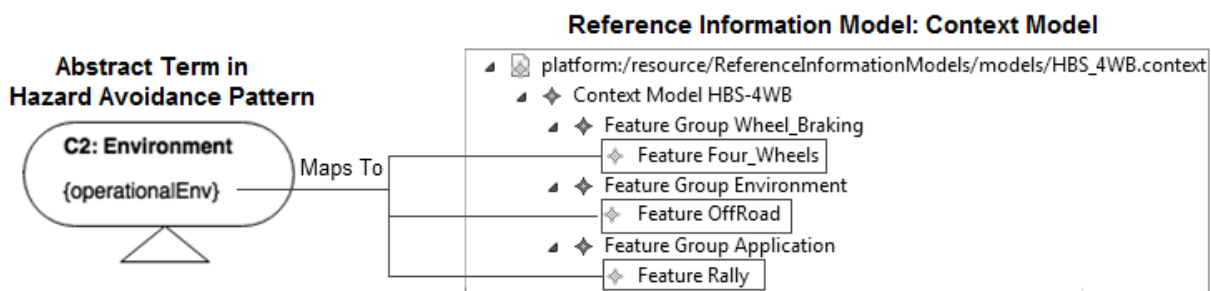 Reference Information Model: Context Model
Abstract Term in
Hazard Avoidance Pattern
C2: Environment
{operationalEnv}
Maps To
platform:/resource/ReferenceInformationModels/models/HBS_4WB.context
Context Model HBS-4WB
Feature Group Wheel_Braking
Feature Four_Wheels
Feature Group Environment
Feature OffRoad
Feature Group Application
Feature Rally